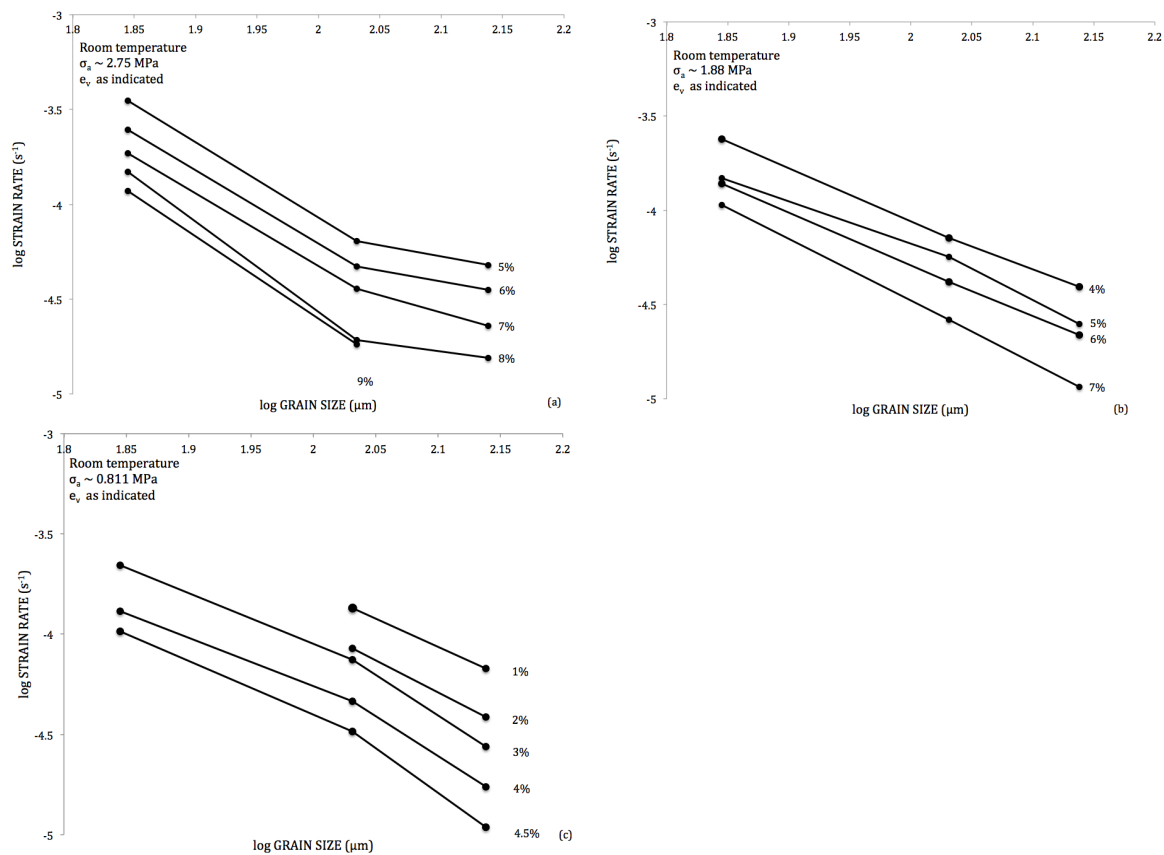 -3
1.8 1.85 1.9 1.95 2 2.05 2.1 2.15 2.2
Room temperature
σa ~ 2.75 MPa
ev as indicated
-3.5
-4
-4.5
-5
log STRAIN RATE (s-1)
5%
6%
7%
8%
9%
log GRAIN SIZE (μm)
(a)
-3
1.8 1.85 1.9 1.95 2 2.05 2.1 2.15 2.2
Room temperature
σa ~ 1.88 MPa
ev as indicated
-3.5
-4
-4.5
-5
log STRAIN RATE (s-1)
4%
5%
6%
7%
log GRAIN SIZE (μm)
(b)
-3
1.8 1.85 1.9 1.95 2 2.05 2.1 2.15 2.2
Room temperature
σa ~ 0.811 MPa
ev as indicated
-3.5
-4
-4.5
-5
log STRAIN RATE (s-1)
1%
2%
3%
4%
4.5%
log GRAIN SIZE (μm)
(c)